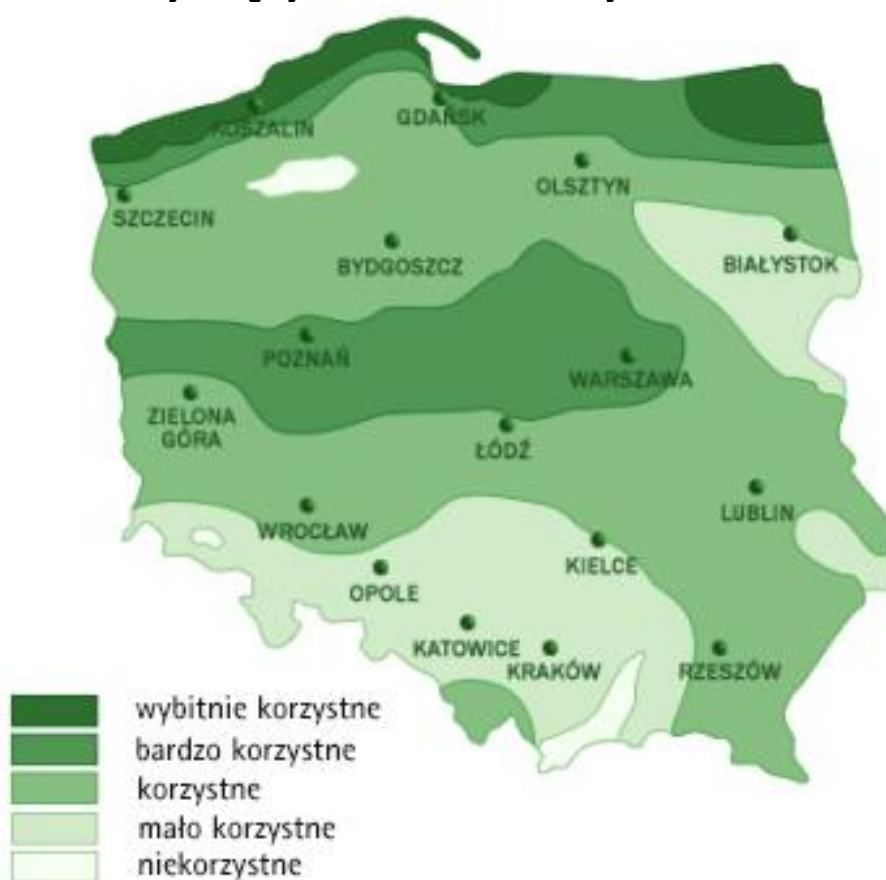 KOSZALIN
GDAŃSK
OLSZTYN
SZCZECIN
BIAŁYSTOK
BYDGOSZCZ
POZNAŃ
WARSZAWA
ZIELONA
GÓRA
ŁÓDŹ
LUBLIN
WROCŁAW
KIELCE
OPOLE
KATOWICE
KRAKÓW
RZESZÓW
wybitnie korzystne
bardzo korzystne
korzystne
mało korzystne
niekorzystne